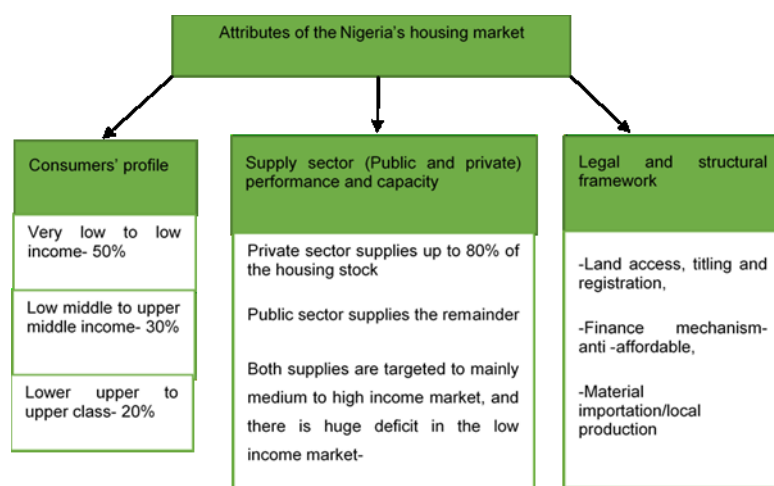 Attributes of the Nigeria's housing market
Consumers' profile
Very low to low
income- 50%
Low middle to upper
middle income- 30%
Lower upper to
upper class- 20%
Supply sector (Public and private)
performance and capacity
Private sector supplies up to 80% of
the housing stock
Public sector supplies the remainder
Both supplies are targeted to mainly
medium to high income market, and
there is huge deficit in the low
income market-
Legal and structural
framework
-Land access, titling and
registration,
-Finance mechanism-
anti -affordable,
-Material
importation/local
production